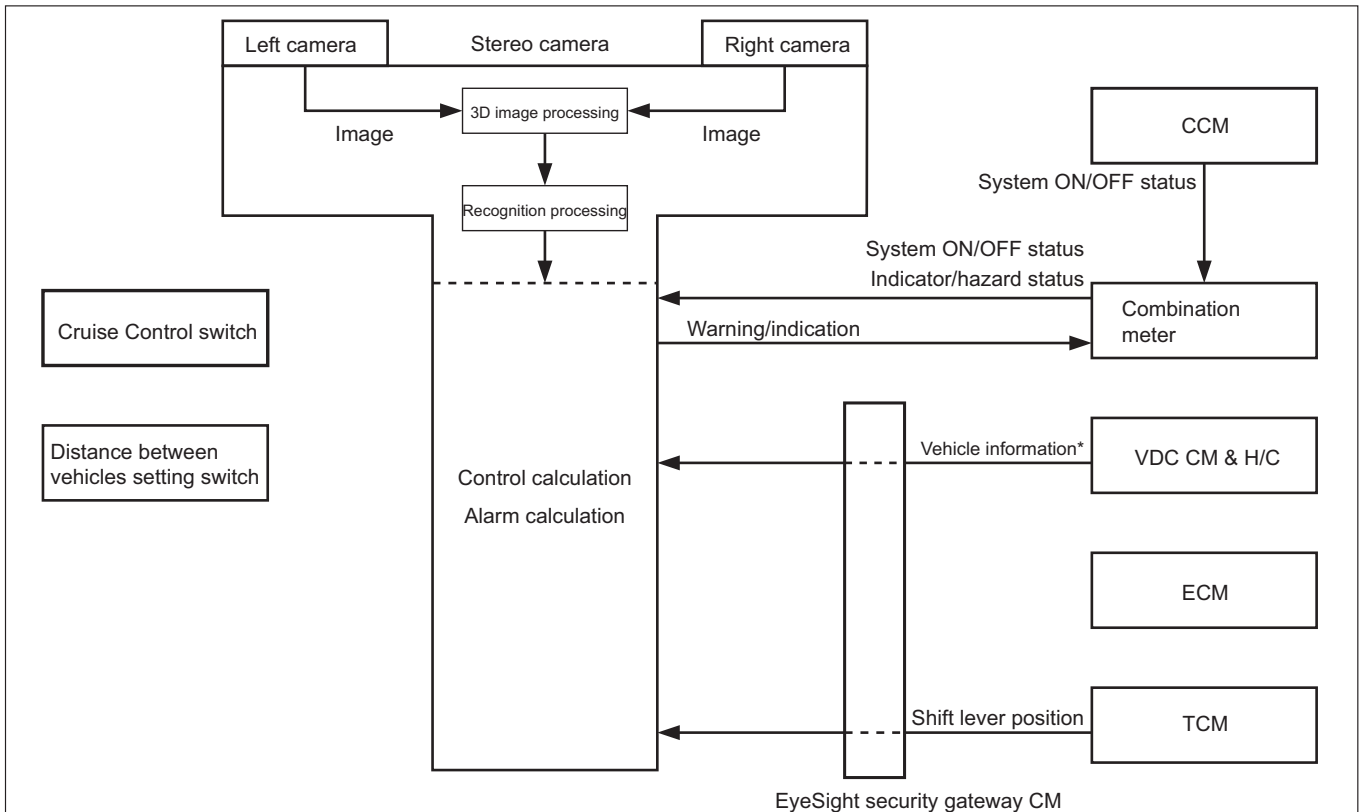 Left camera
Stereo camera
Right camera
3D image processing
Image
Image
CCM
System ON/OFF status
Recognition processing
System ON/OFF status
Indicator/hazard status
Cruise Control switch
Combination
meter
Warning/indication
Distance between
vehicles setting switch
Vehicle information*
VDC CM & H/C
Control calculation
Alarm calculation
ECM
Shift lever position
TCM
EyeSight security gateway CM